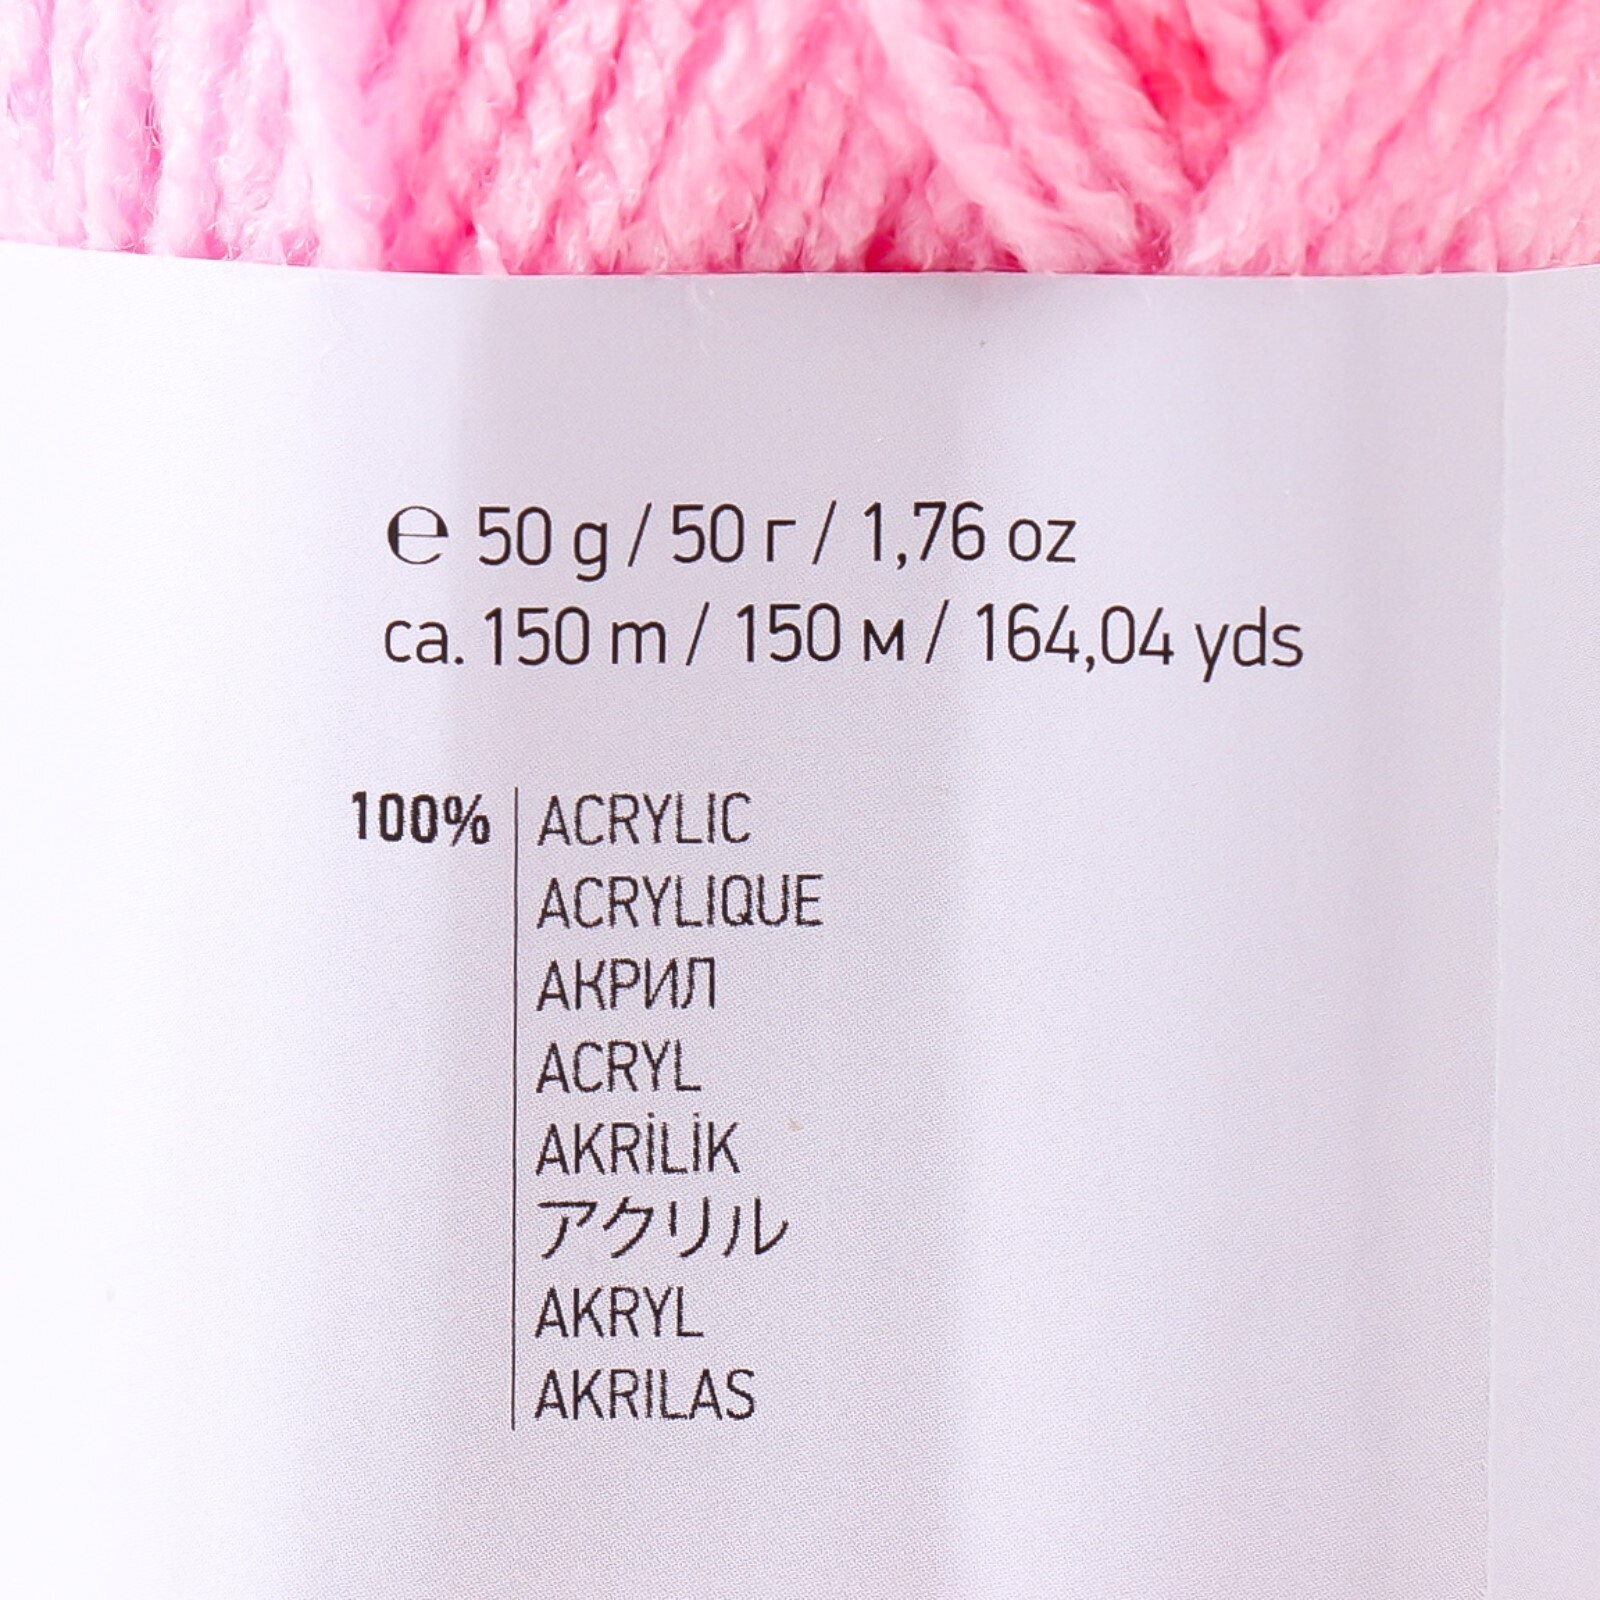 ℮ 50 g / 50 г / 1,76 oz
ca. 150 m / 150 м / 164,04 yds
100% ACRYLIC
ACRYLIQUE
АКРИЛ
ACRYL
AKRİLİK
アクリル
AKRYL
AKRILAS